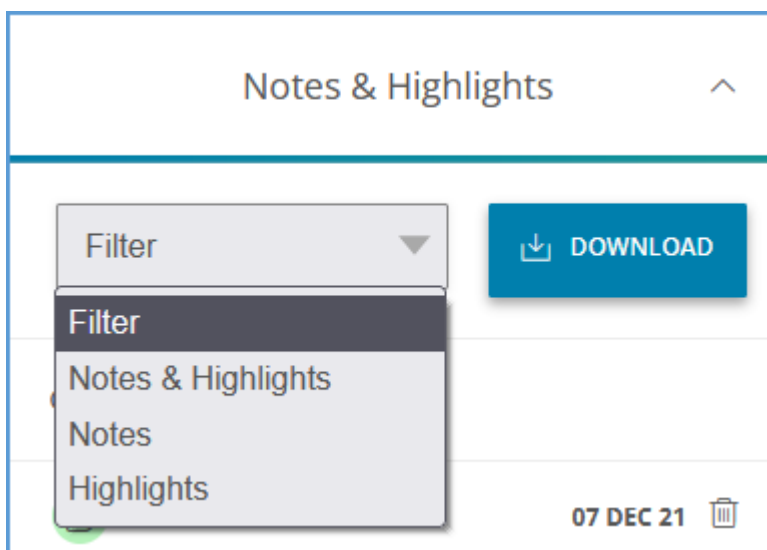 Notes & Highlights
Filter
DOWNLOAD
Filter
Notes & Highlights
Notes
Highlights
07 DEC 21